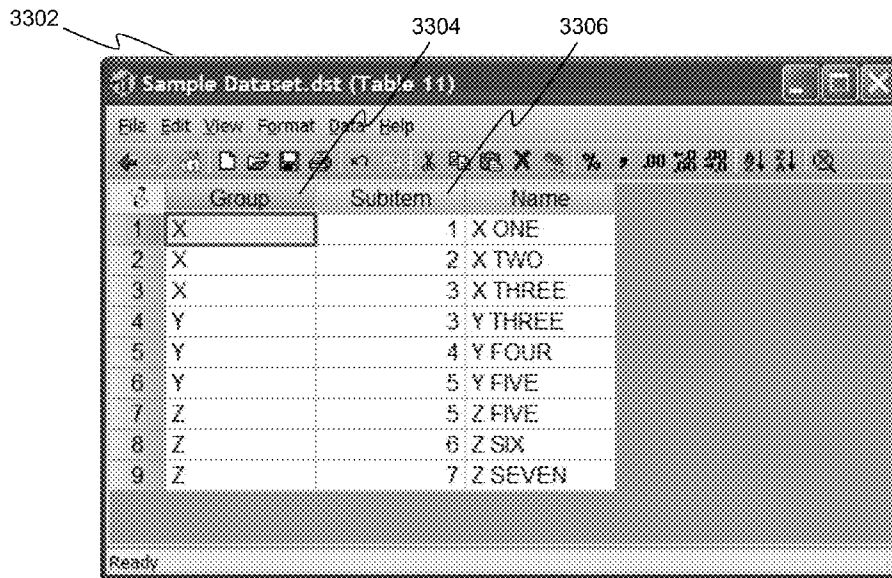 3302
3304
3306
Sample Dataset.dst (Table 11)
File Edit View Format Data Help
% , .00
Group Subitem Name
1 X 1 X ONE
2 X 2 X TWO
3 X 3 X THREE
4 Y 3 Y THREE
5 Y 4 Y FOUR
6 Y 5 Y FIVE
7 Z 5 Z FIVE
8 Z 6 Z SIX
9 Z 7 Z SEVEN
Ready